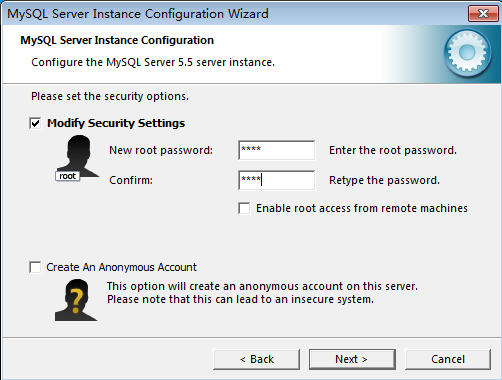 MySQL Server Instance Configuration Wizard
MySQL Server Instance Configuration
Configure the MySQL Server 5.5 server instance.
Please set the security options.
Modify Security Settings
New root password: **** Enter the root password.
root
Confirm: **** Retype the password.
Enable root access from remote machines
Create An Anonymous Account
This option will create an anonymous account on this server.
Please note that this can lead to an insecure system.
< Back Next > Cancel